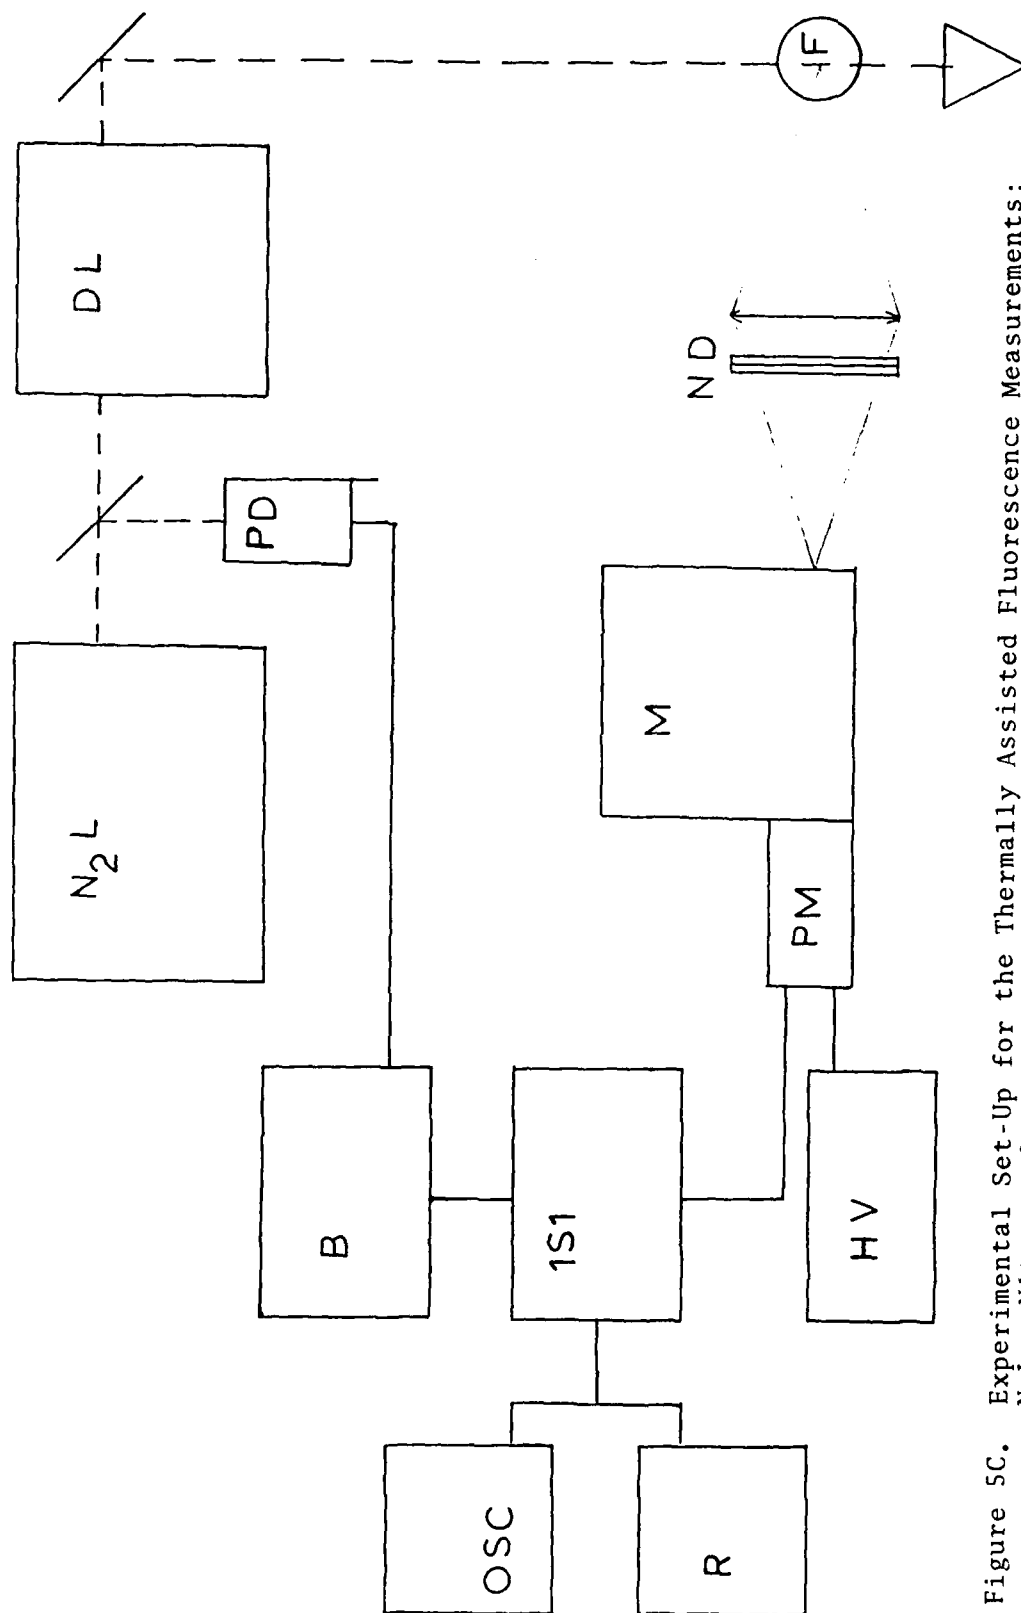 N2L
DL
PD
F
ND
M
PM
B
1S1
HV
OSC
R
Figure 5C. Experimental Set-Up for the Thermally Assisted Fluorescence Measurements: